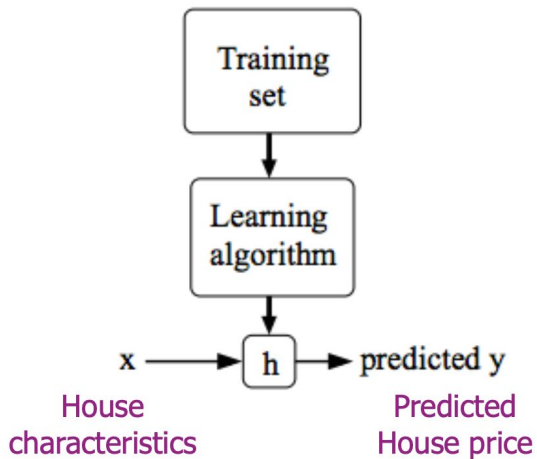 Training
set
Learning
algorithm
x
h
predicted y
House
characteristics
Predicted
House price